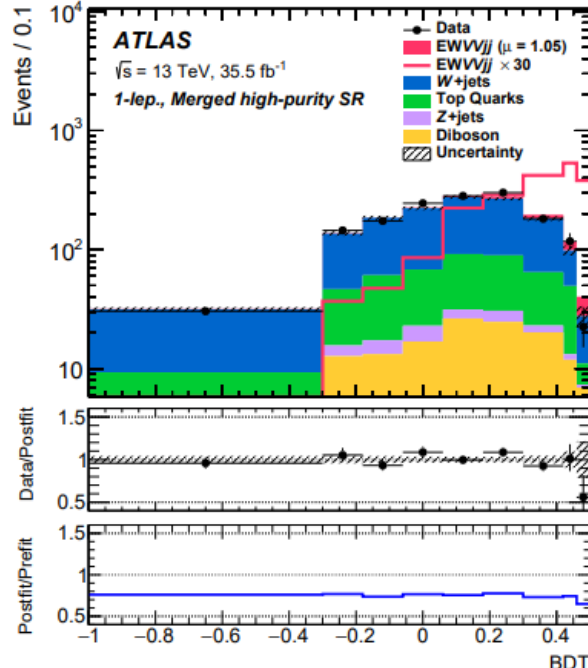 Events / 0.1
10⁴
10³
10²
10
ATLAS
√s = 13 TeV, 35.5 fb⁻¹
1-lep., Merged high-purity SR
Data
EWVVjj (μ = 1.05)
EWVVjj × 30
W+jets
Top Quarks
Z+jets
Diboson
Uncertainty
Data/Postfit
1.5
1
0.5
Postfit/Prefit
1.5
1
0.5
−1 −0.8 −0.6 −0.4 −0.2 0 0.2 0.4
BDT